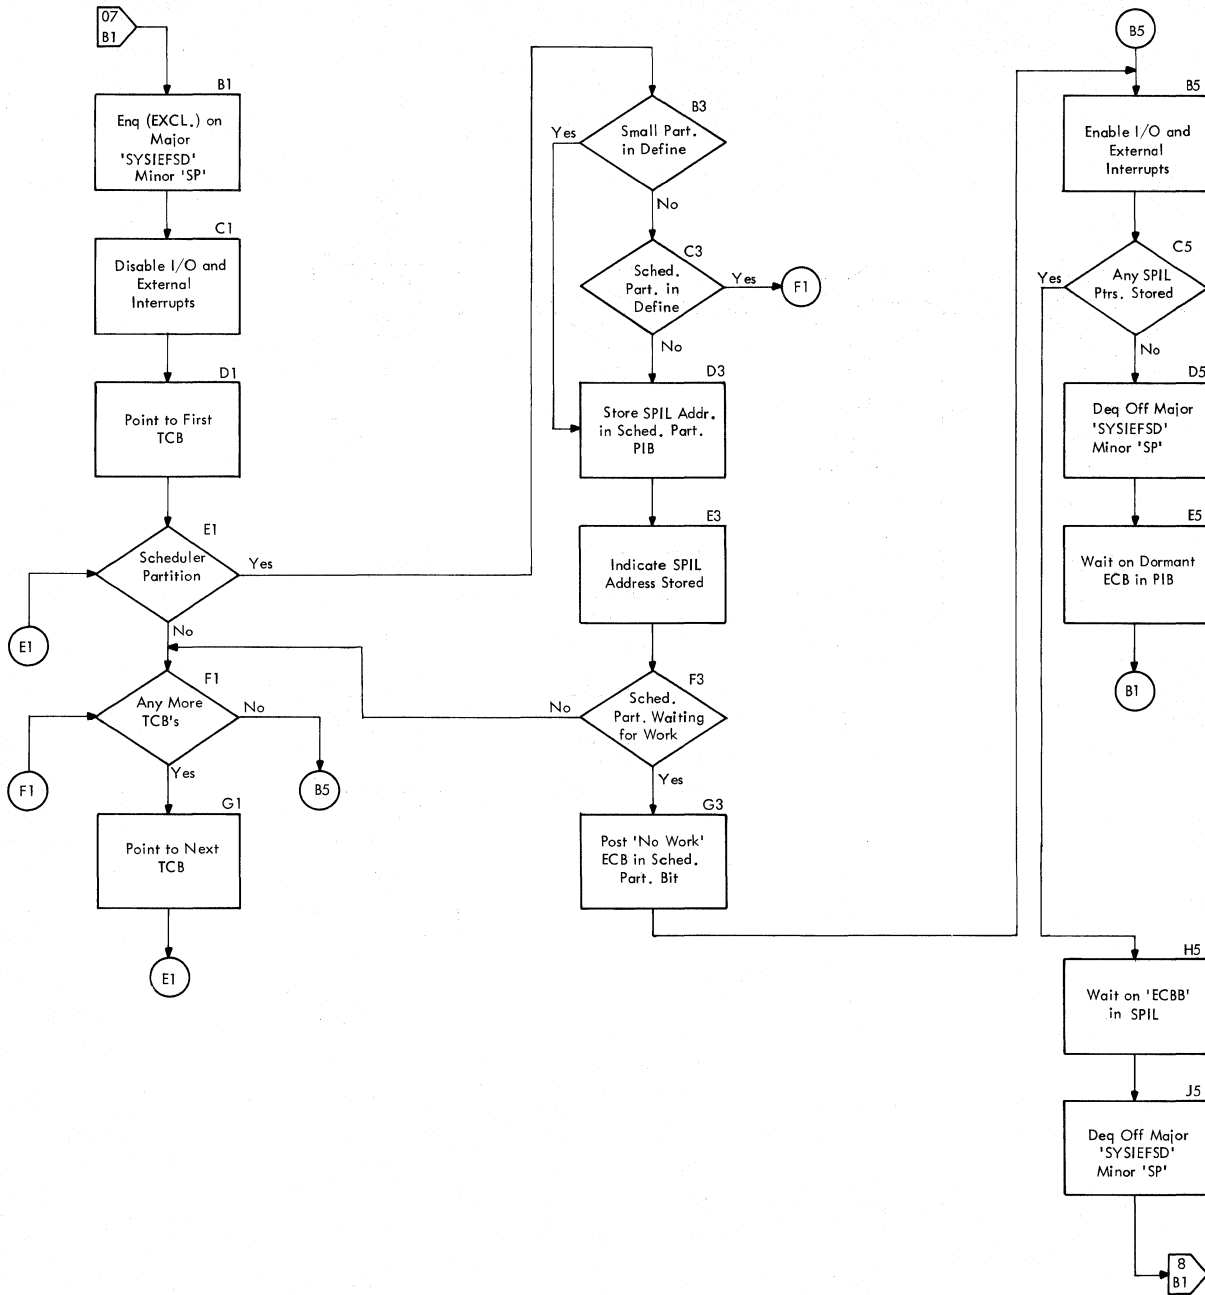 07
B1
B1
Enq (EXCL.) on
Major
'SYSIEFSD'
Minor 'SP'
C1
Disable I/O and
External
Interrupts
D1
Point to First
TCB
E1
Scheduler
Partition
Yes
No
E1
F1
Any More
TCB's
No
Yes
F1
B5
G1
Point to Next
TCB
E1
B3
Small Part.
in Define
Yes
No
C3
Sched.
Part. in
Define
Yes
F1
No
D3
Store SPIL Addr.
in Sched. Part.
PIB
E3
Indicate SPIL
Address Stored
F3
Sched.
Part. Waiting
for Work
No
Yes
G3
Post 'No Work'
ECB in Sched.
Part. Bit
B5
B5
Enable I/O and
External
Interrupts
C5
Any SPIL
Ptrs. Stored
Yes
No
D5
Deq Off Major
'SYSIEFSD'
Minor 'SP'
E5
Wait on Dormant
ECB in PIB
B1
H5
Wait on 'ECBB'
in SPIL
J5
Deq Off Major
'SYSIEFSD'
Minor 'SP'
8
B1